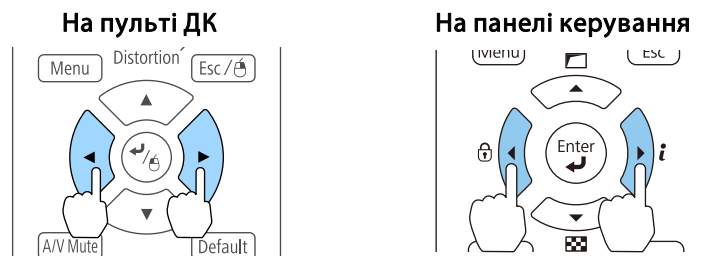 На пульті ДК
Distortion
Menu
Esc/
A/V Mute
Default
На панелі керування
Menu
Esc
Enter
i